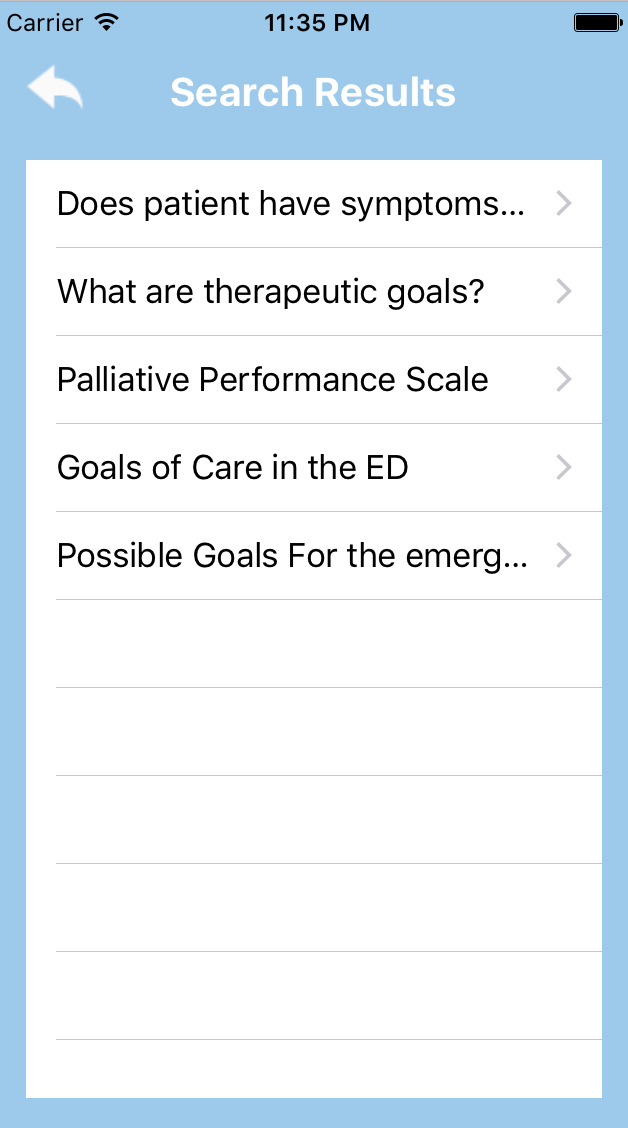 Carrier 11:35 PM
Search Results
Does patient have symptoms...
What are therapeutic goals?
Palliative Performance Scale
Goals of Care in the ED
Possible Goals For the emerg...